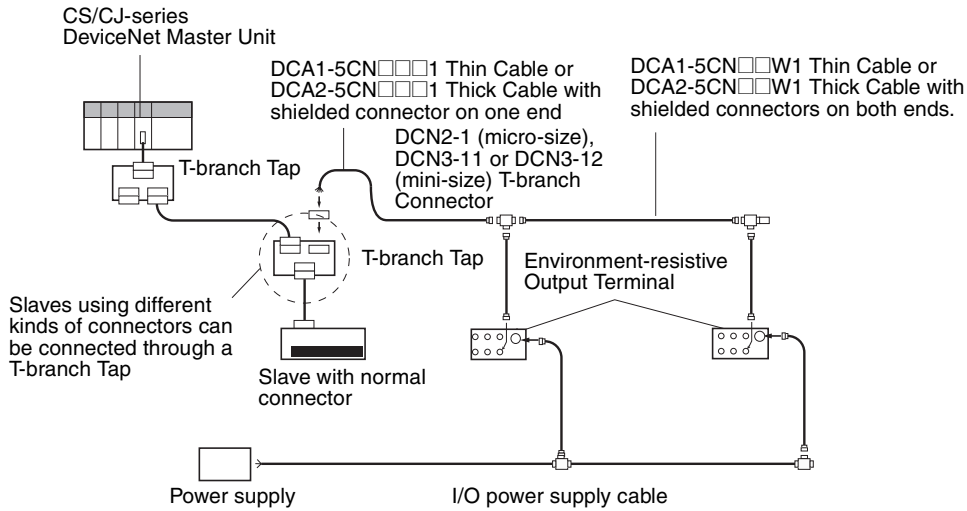 CS/CJ-series
DeviceNet Master Unit
DCA1-5CN□□□1 Thin Cable or
DCA2-5CN□□□1 Thick Cable with
shielded connector on one end
DCA1-5CN□□W1 Thin Cable or
DCA2-5CN□□W1 Thick Cable with
shielded connectors on both ends.
DCN2-1 (micro-size),
DCN3-11 or DCN3-12
(mini-size) T-branch
Connector
T-branch Tap
T-branch Tap
Environment-resistive
Output Terminal
Slaves using different
kinds of connectors can
be connected through a
T-branch Tap
Slave with normal
connector
Power supply
I/O power supply cable